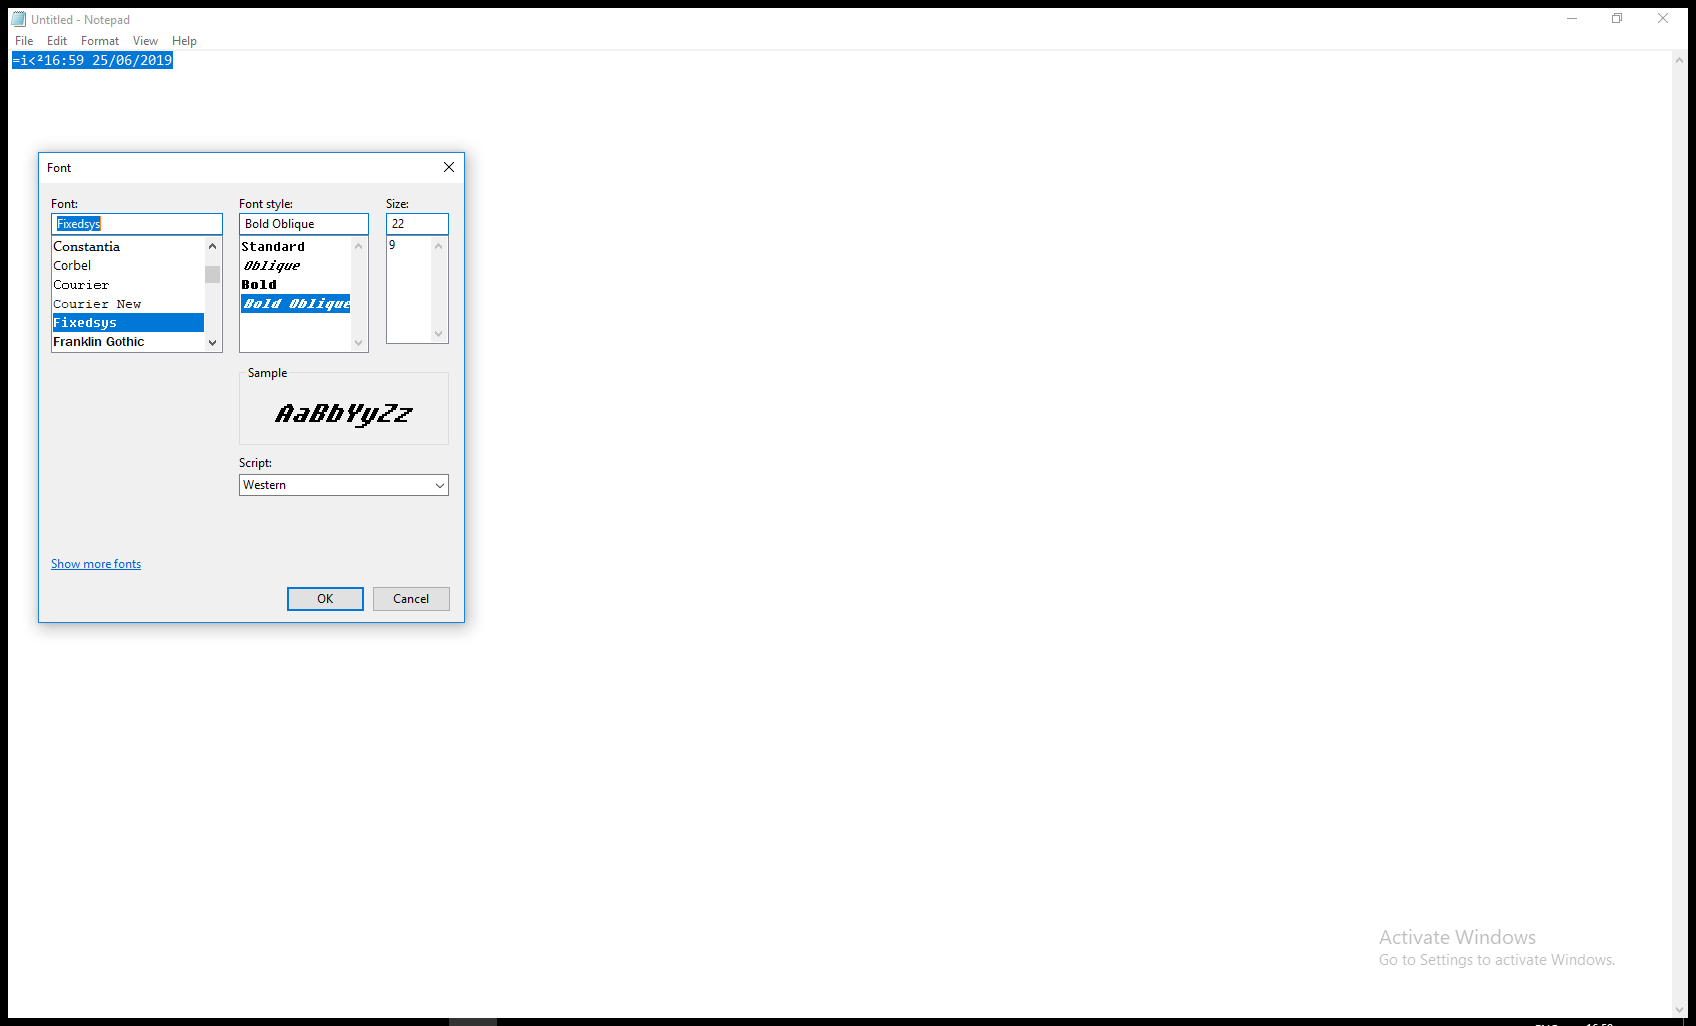 Untitled - Notepad
File Edit Format View Help
=i<²16:59 25/06/2019
Font
Font: Font style: Size:
Fixedsys Bold Oblique 22
Constantia Standard 9
Corbel Oblique
Courier Bold
Courier New Bold Oblique
Fixedsys
Franklin Gothic
Sample
AaBbYyZz
Script:
Western
Show more fonts
OK Cancel
Activate Windows
Go to Settings to activate Windows.